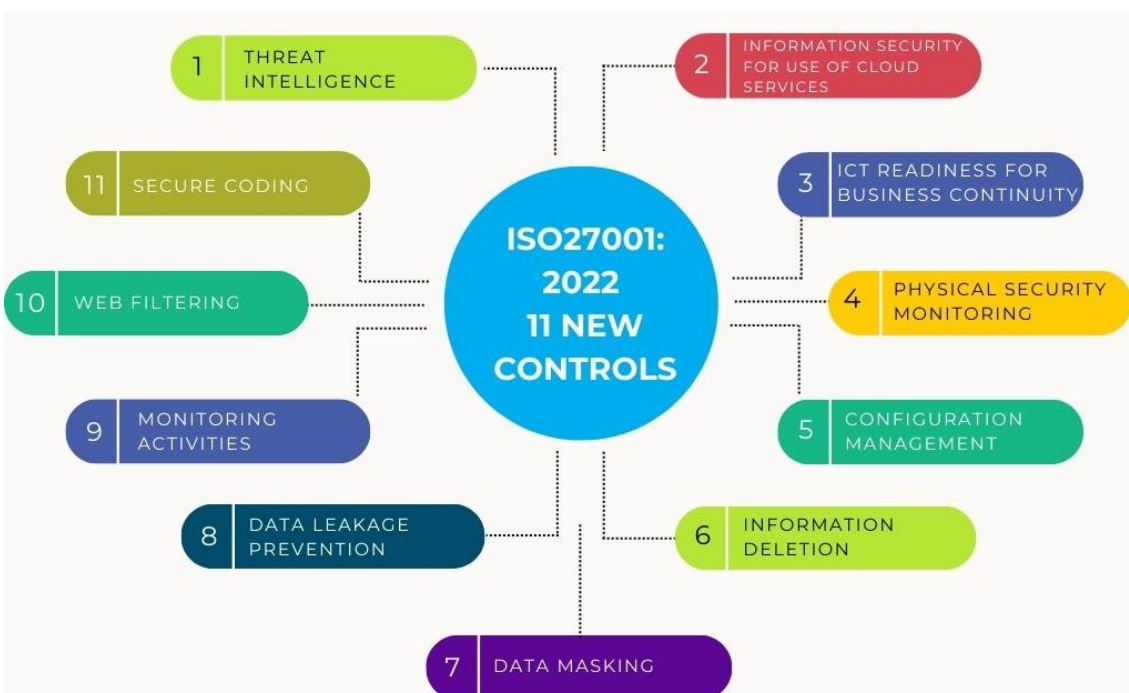 ISO27001:
2022
11 NEW
CONTROLS
1
THREAT
INTELLIGENCE
2
INFORMATION SECURITY
FOR USE OF CLOUD
SERVICES
3
ICT READINESS FOR
BUSINESS CONTINUITY
4
PHYSICAL SECURITY
MONITORING
5
CONFIGURATION
MANAGEMENT
6
INFORMATION
DELETION
7
DATA MASKING
8
DATA LEAKAGE
PREVENTION
9
MONITORING
ACTIVITIES
10
WEB FILTERING
11
SECURE CODING